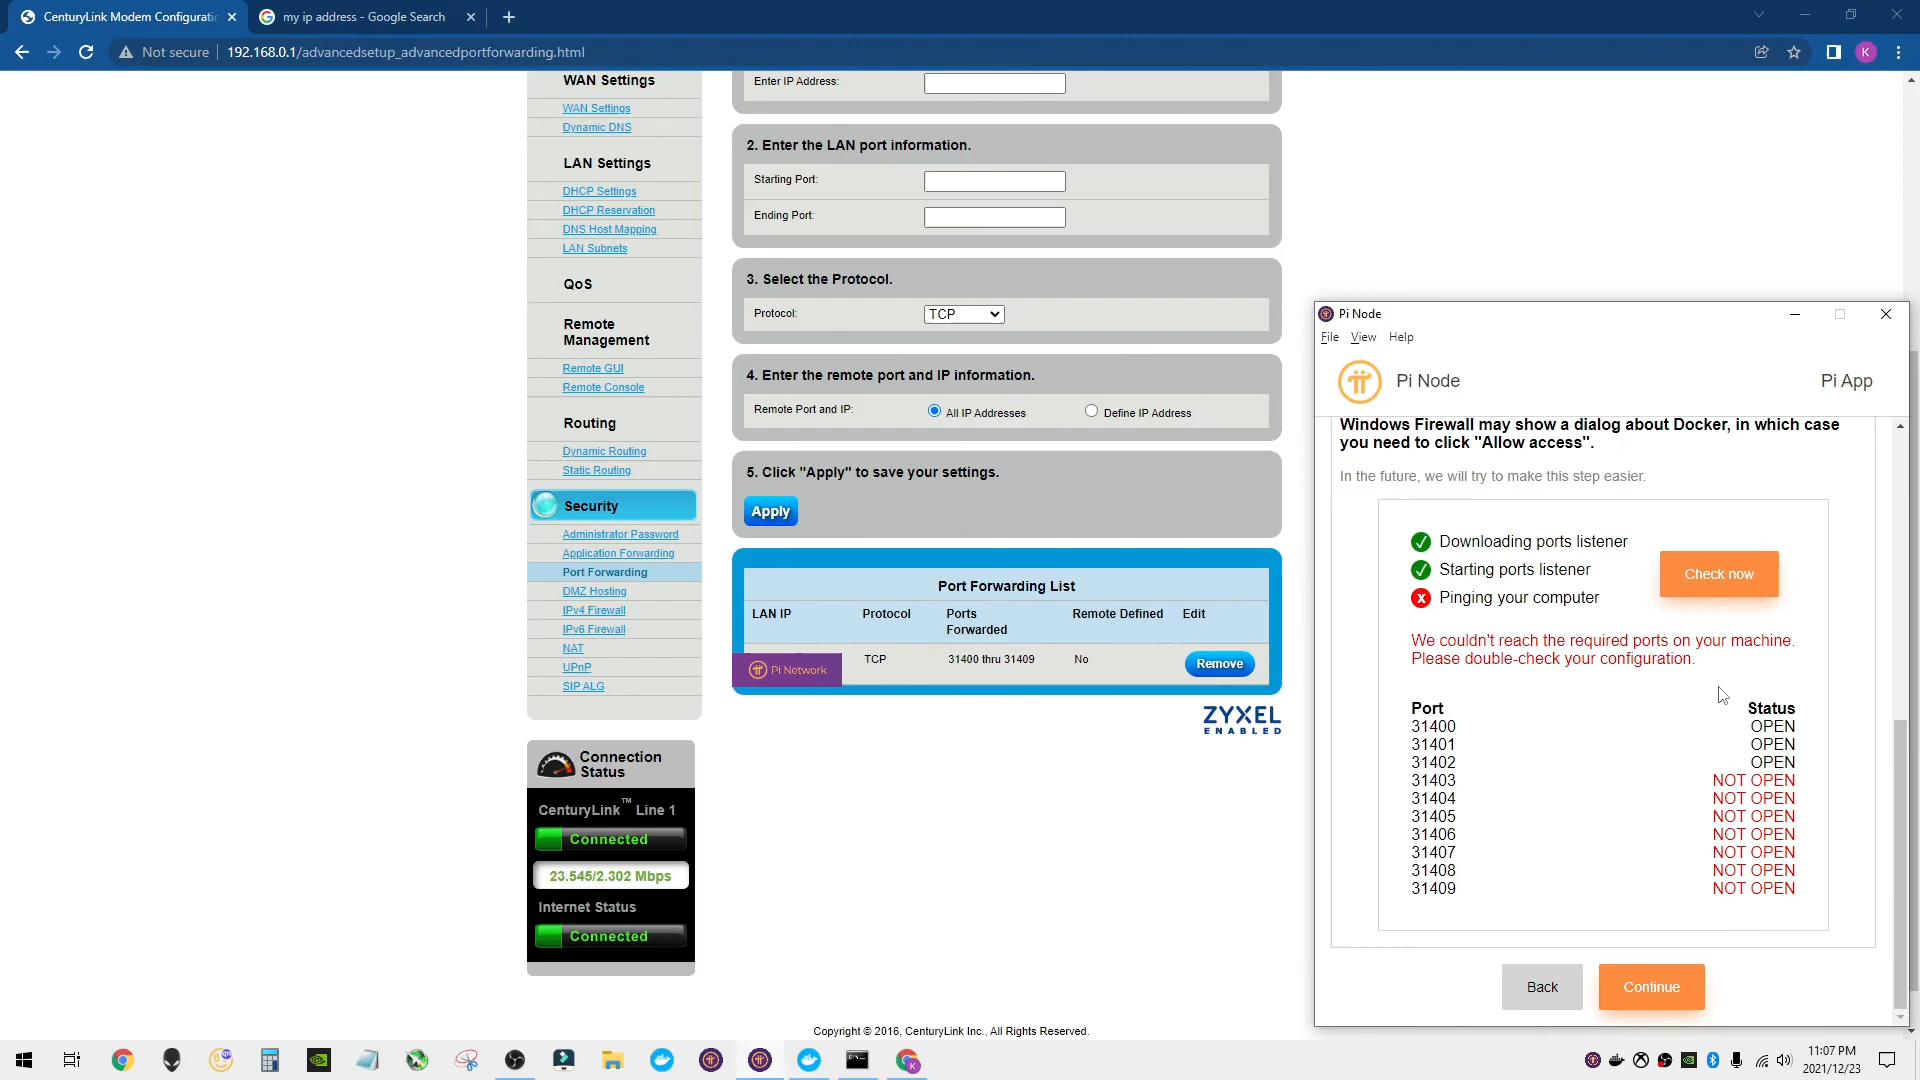 CenturyLink Modem Configuratic
my ip address - Google Search
Not secure
192.168.0.1/advancedsetup_advancedportforwarding.html
K
WAN Settings
WAN Settings
Dynamic DNS
LAN Settings
DHCP Settings
DHCP Reservation
DNS Host Mapping
LAN Subnets
QoS
Remote
Management
Remote GUI
Remote Console
Routing
Dynamic Routing
Static Routing
Security
Administrator Password
Application Forwarding
Port Forwarding
DMZ Hosting
IPv4 Firewall
IPv6 Firewall
NAT
UPnP
SIP ALG
Connection
Status
CenturyLink™ Line 1
Connected
23.545/2.302 Mbps
Internet Status
Connected
Enter IP Address:
2. Enter the LAN port information.
Starting Port:
Ending Port:
3. Select the Protocol.
Protocol:
TCP
4. Enter the remote port and IP information.
Remote Port and IP:
All IP Addresses
Define IP Address
5. Click "Apply" to save your settings.
Apply
Port Forwarding List
LAN IP Protocol Ports Forwarded Remote Defined Edit
Pi Network TCP 31400 thru 31409 No Remove
ZYXEL
ENABLED
Copyright © 2016, CenturyLink Inc., All Rights Reserved.
Pi Node
File View Help
Pi Node
Pi App
Windows Firewall may show a dialog about Docker, in which case
you need to click "Allow access".
In the future, we will try to make this step easier.
Downloading ports listener
Starting ports listener
Pinging your computer
Check now
We couldn't reach the required ports on your machine.
Please double-check your configuration.
Port Status
31400 OPEN
31401 OPEN
31402 OPEN
31403 NOT OPEN
31404 NOT OPEN
31405 NOT OPEN
31406 NOT OPEN
31407 NOT OPEN
31408 NOT OPEN
31409 NOT OPEN
Back
Continue
11:07 PM
2021/12/23